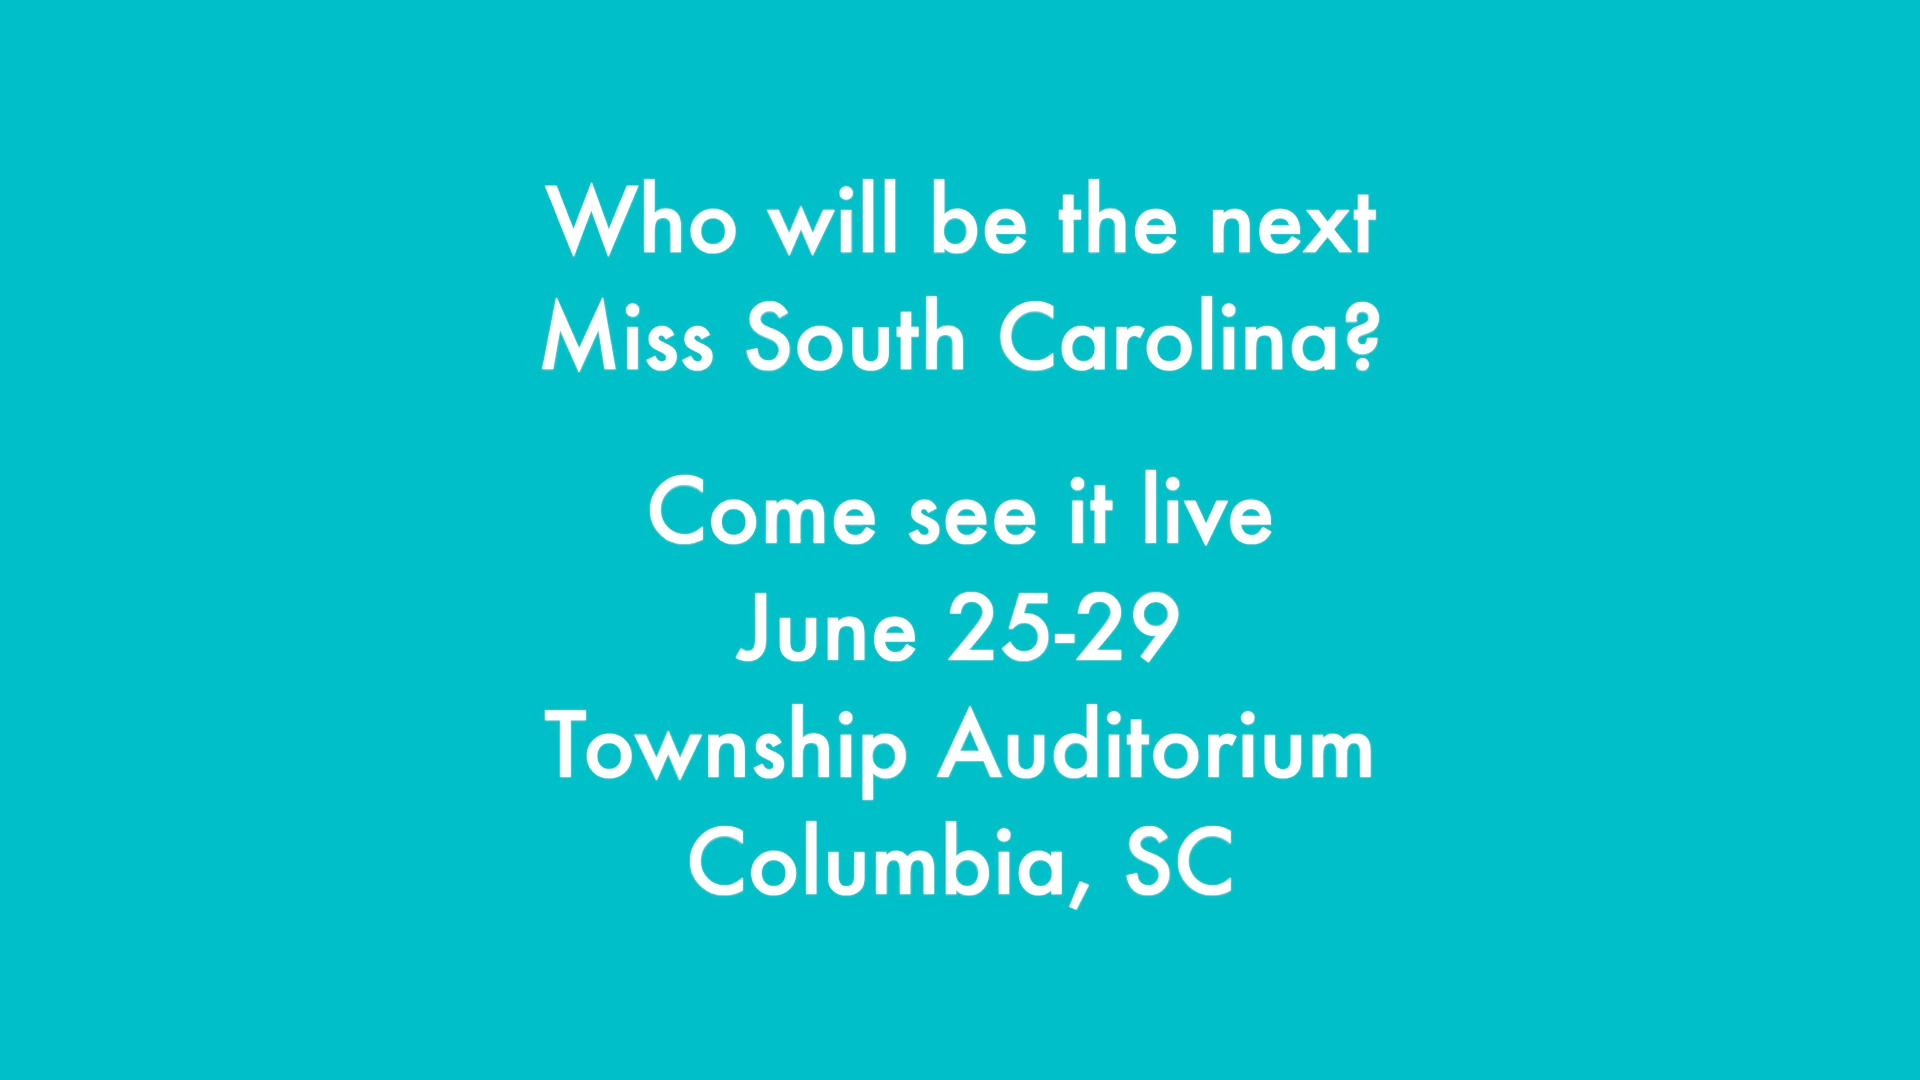 Who will be the next
Miss South Carolina?
Come see it live
June 25-29
Township Auditorium
Columbia, SC